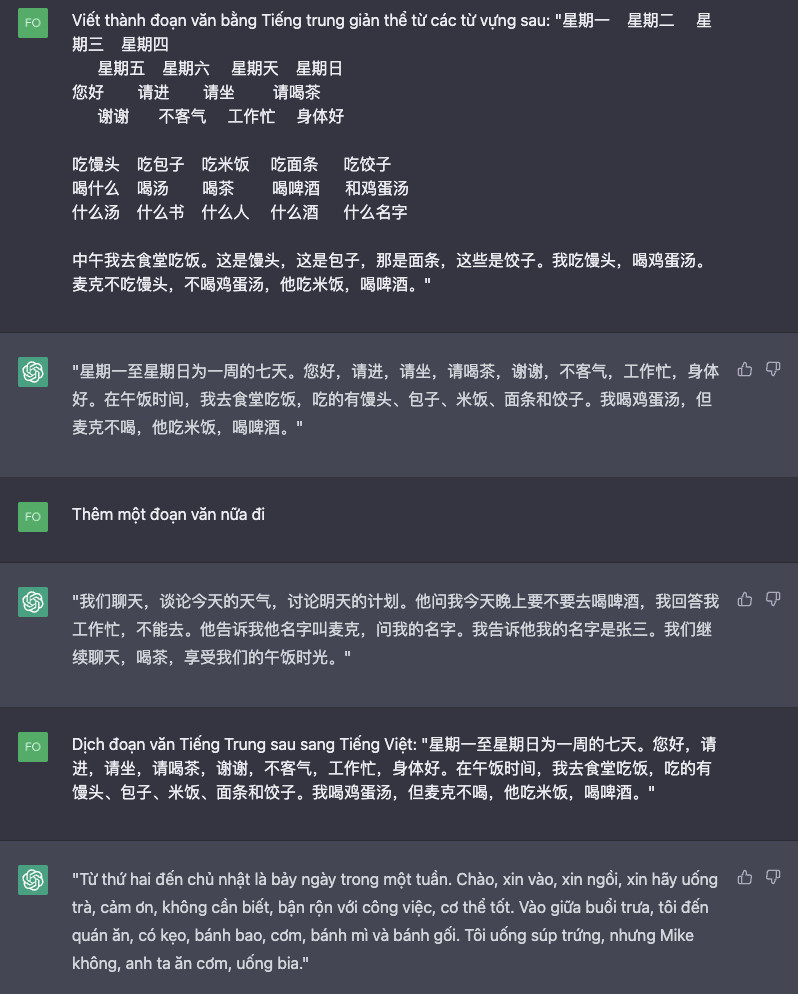 FO
Viết thành đoạn văn bằng Tiếng trung giản thể từ các từ vựng sau: "星期一 星期二 星
期三 星期四
星期五 星期六 星期天 星期日
您好 请进 请坐 请喝茶
谢谢 不客气 工作忙 身体好
吃馒头 吃包子 吃米饭 吃面条 吃饺子
喝什么 喝汤 喝茶 喝啤酒 和鸡蛋汤
什么汤 什么书 什么人 什么酒 什么名字
中午我去食堂吃饭。这是馒头，这是包子，那是面条，这些是饺子。我吃馒头，喝鸡蛋汤。
麦克不吃馒头，不喝鸡蛋汤，他吃米饭，喝啤酒。"
"星期一至星期日为一周的七天。您好，请进，请坐，请喝茶，谢谢，不客气，工作忙，身体
好。在午饭时间，我去食堂吃饭，吃的有馒头、包子、米饭、面条和饺子。我喝鸡蛋汤，但
麦克不喝，他吃米饭，喝啤酒。"
FO
Thêm một đoạn văn nữa đi
"我们聊天，谈论今天的天气，讨论明天的计划。他问我今天晚上要不要去喝啤酒，我回答我
工作忙，不能去。他告诉我他名字叫麦克，问我的名字。我告诉他我的名字是张三。我们继
续聊天，喝茶，享受我们的午饭时光。"
FO
Dịch đoạn văn Tiếng Trung sau sang Tiếng Việt: "星期一至星期日为一周的七天。您好，请
进，请坐，请喝茶，谢谢，不客气，工作忙，身体好。在午饭时间，我去食堂吃饭，吃的有
馒头、包子、米饭、面条和饺子。我喝鸡蛋汤，但麦克不喝，他吃米饭，喝啤酒。"
"Từ thứ hai đến chủ nhật là bảy ngày trong một tuần. Chào, xin vào, xin ngồi, xin hãy uống
trà, cảm ơn, không cần biết, bận rộn với công việc, cơ thể tốt. Vào giữa buổi trưa, tôi đến
quán ăn, có kẹo, bánh bao, cơm, bánh mì và bánh gối. Tôi uống súp trứng, nhưng Mike
không, anh ta ăn cơm, uống bia."